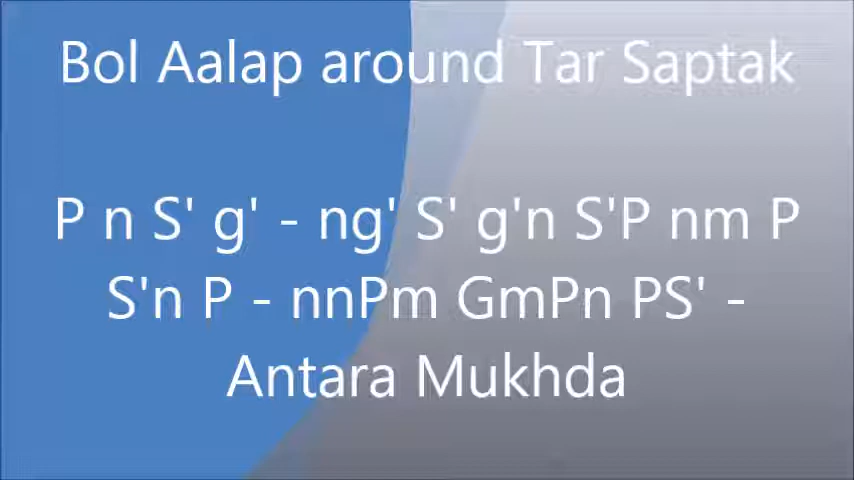 Bol Aalap around Tar Saptak
P n S' g' - ng' S' g'n S'P nm P
S'n P - nnPm GmPn PS' -
Antara Mukhda